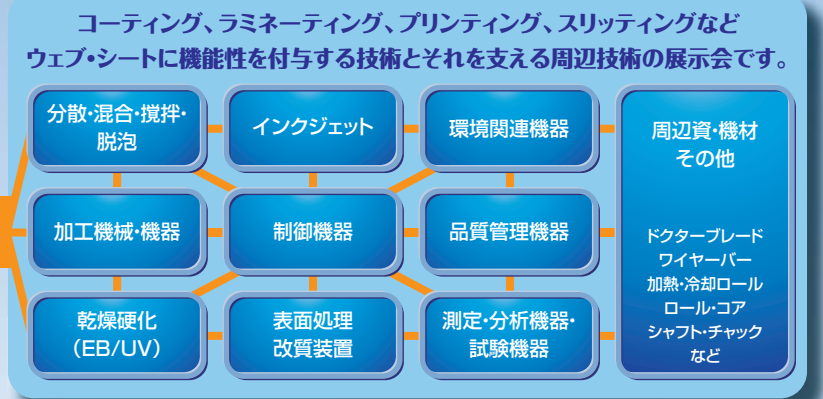 コーティング、ラミネーティング、プリンティング、スリッティングなど
ウェブ・シートに機能性を付与する技術とそれを支える周辺技術の展示会です。
分散・混合・撹拌・
脱泡
インクジェット
環境関連機器
周辺資・機材
その他
加工機械・機器
制御機器
品質管理機器
ドクターブレード
ワイヤーバー
加熱・冷却ロール
ロール・コア
シャフト・チャック
など
乾燥硬化
（EB/UV）
表面処理
改質装置
測定・分析機器・
試験機器